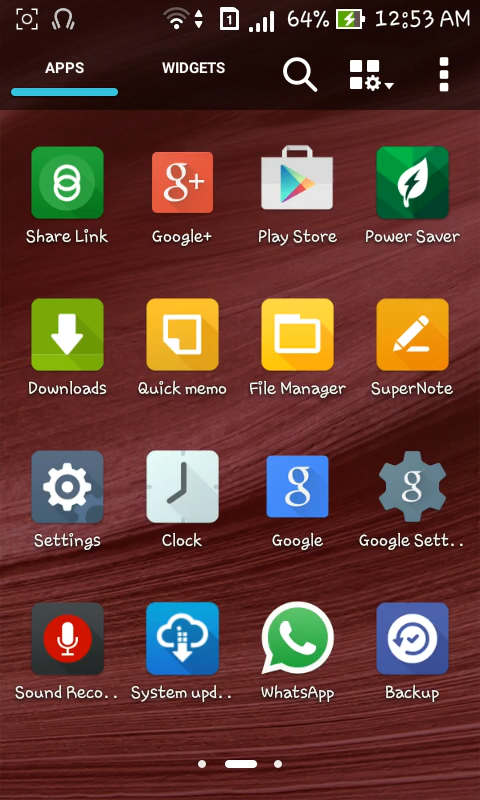 1 64% 12:53 AM
APPS WIDGETS
Share Link Google+ Play Store Power Saver
Downloads Quick memo File Manager SuperNote
Settings Clock Google Google Sett..
Sound Reco.. System upd.. WhatsApp Backup